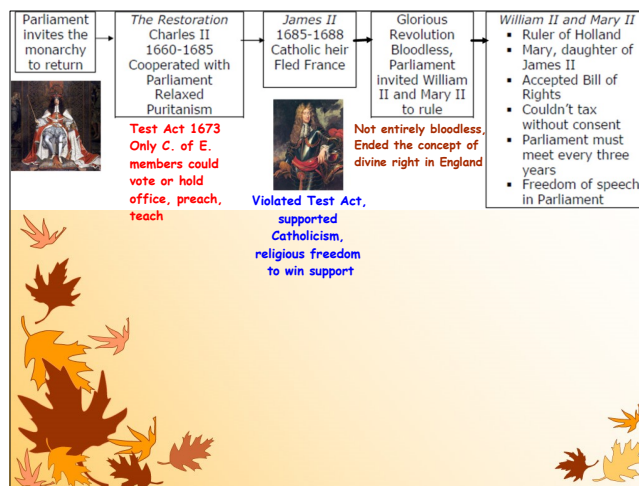 Parliament
invites the
monarchy
to return
The Restoration
Charles II
1660-1685
Cooperated with
Parliament
Relaxed
Puritanism
James II
1685-1688
Catholic heir
Fled France
Glorious
Revolution
Bloodless,
Parliament
invited William
II and Mary II
to rule
William II and Mary II
▪ Ruler of Holland
▪ Mary, daughter of
James II
▪ Accepted Bill of
Rights
▪ Couldn't tax
without consent
▪ Parliament must
meet every three
years
▪ Freedom of speech
in Parliament
Test Act 1673
Only C. of E.
members could
vote or hold
office, preach,
teach
Violated Test Act,
supported
Catholicism,
religious freedom
to win support
Not entirely bloodless,
Ended the concept of
divine right in England